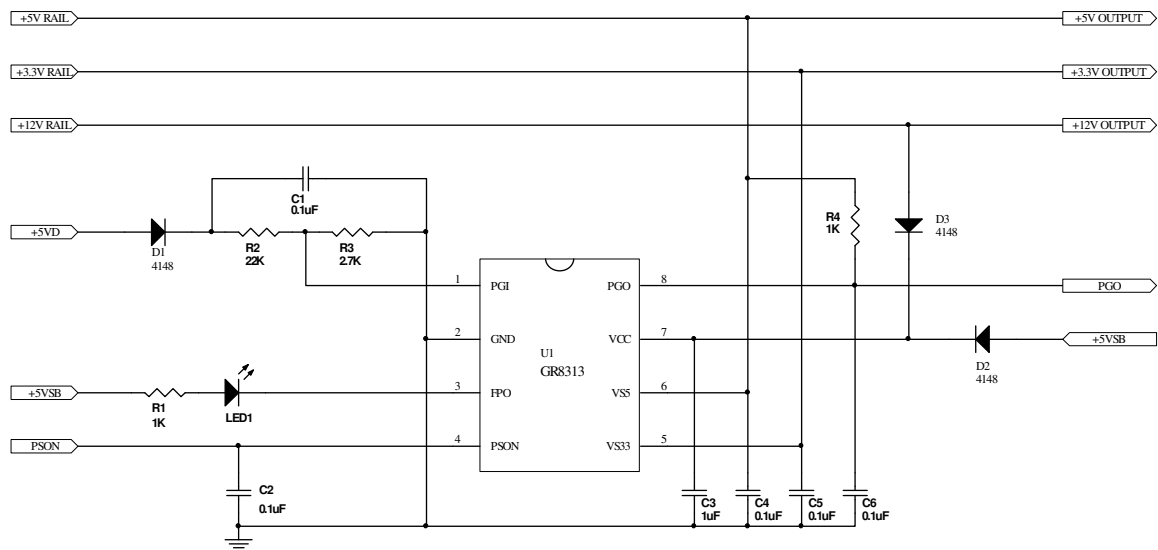 +5V RAIL
+5V OUTPUT
+3.3V RAIL
+3.3V OUTPUT
+12V RAIL
+12V OUTPUT
C1
0.1uF
+5VD
D1
4148
R2
22K
R3
2.7K
R4
1K
D3
4148
1
PGI
PGO
8
PGO
2
GND
VCC
7
+5VSB
U1
GR8313
D2
4148
+5VSB
R1
1K
LED1
3
FPO
VS5
6
PSON
4
PSON
VS33
5
C2
0.1uF
C3
1uF
C4
0.1uF
C5
0.1uF
C6
0.1uF